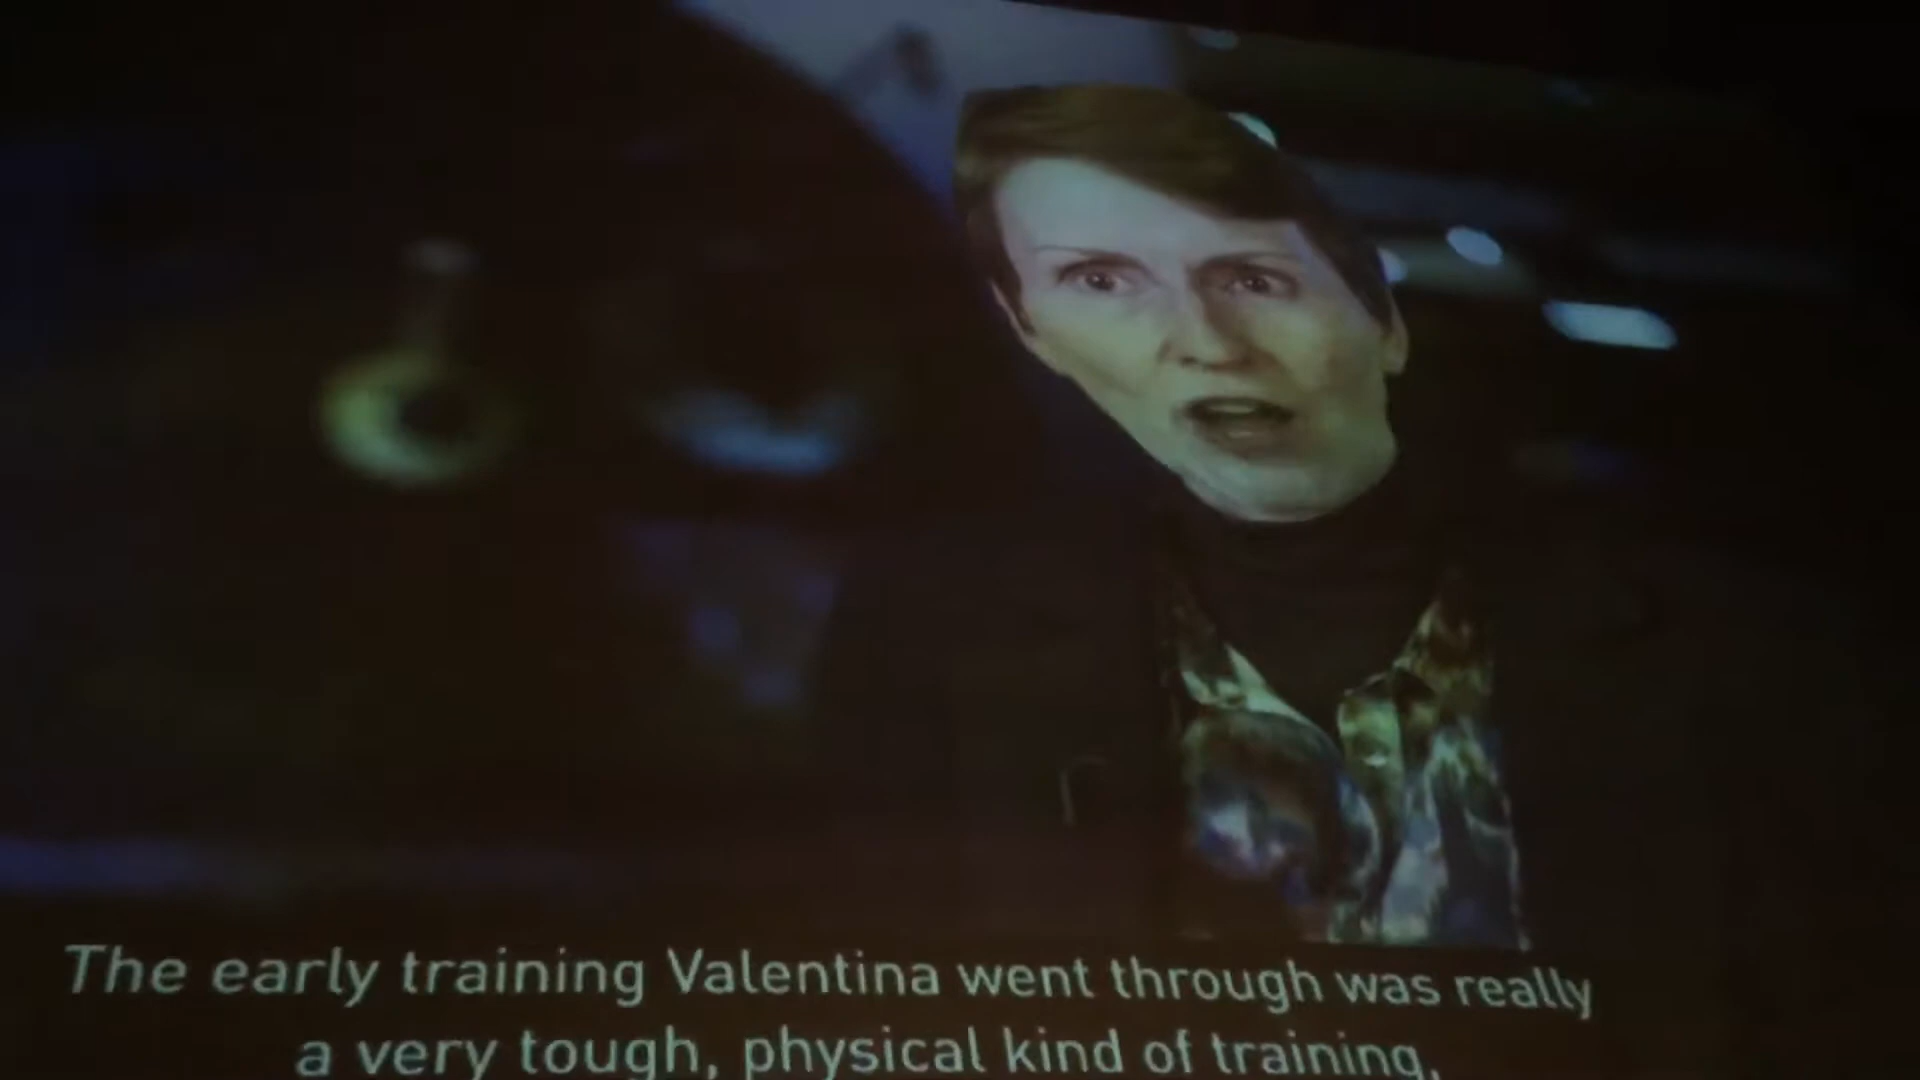 The early training Valentina went through was really
a very tough, physical kind of training,